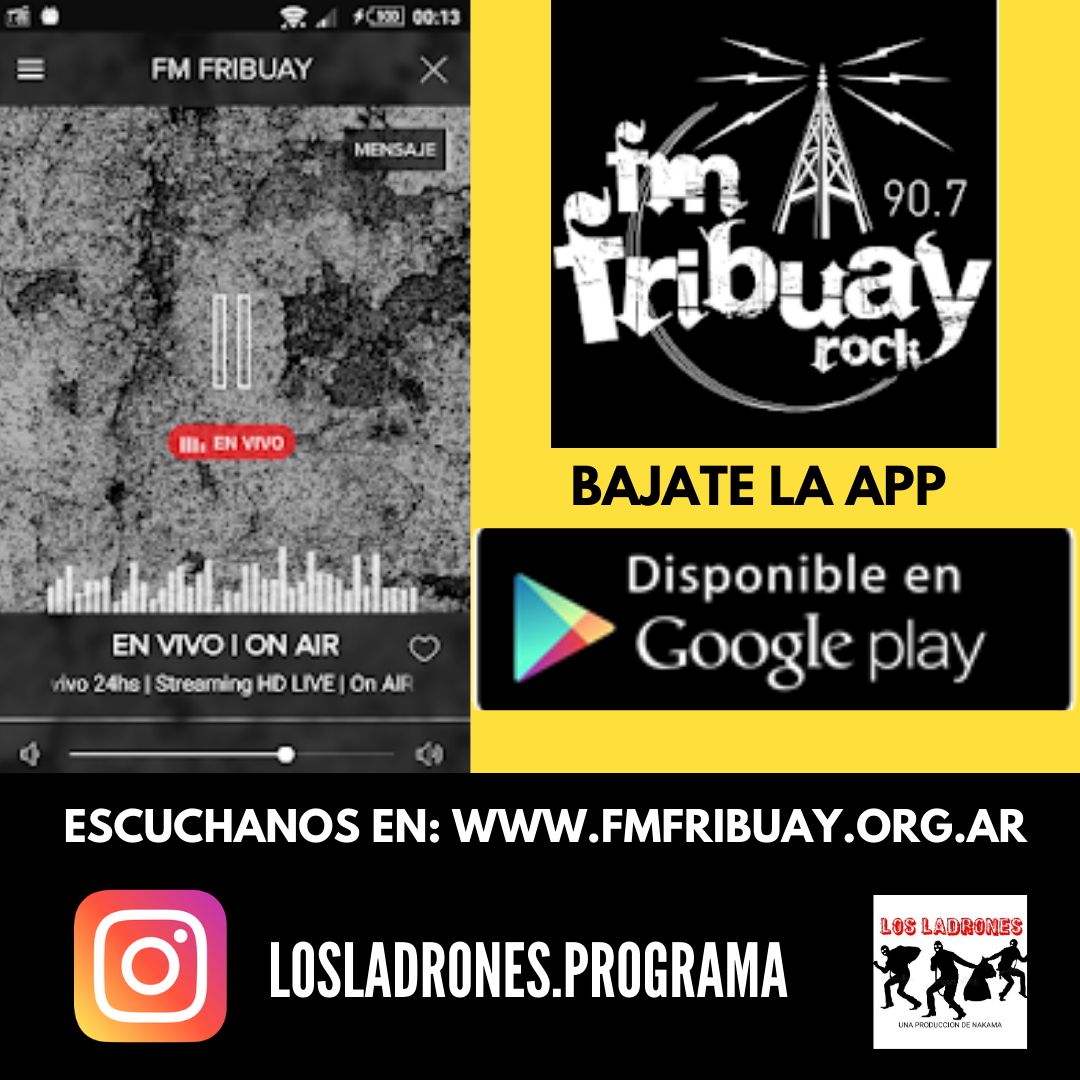 100 00:13
FM FRIBUAY
MENSAJE
EN VIVO
EN VIVO | ON AIR
vivo 24hs | Streaming HD LIVE | On AIR
fm
90.7
fribuay
rock
BAJATE LA APP
Disponible en
Google play
ESCUCHANOS EN: WWW.FMFRIBUAY.ORG.AR
LOSLADRONES.PROGRAMA
LOS LADRONES
UNA PRODUCCION DE NAKAMA